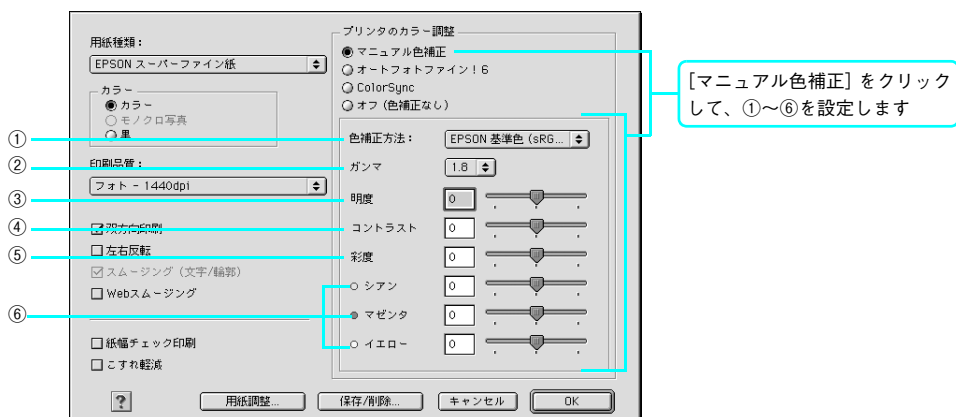 用紙種類：
EPSON スーパーファイン紙
カラー
カラー
モノクロ写真
黒
印刷品質：
フォト - 1440dpi
双方向印刷
左右反転
スムージング（文字/輪郭）
Webスムージング
紙幅チェック印刷
こすれ軽減
プリンタのカラー調整
マニュアル色補正
オートフォトファイン！6
ColorSync
オフ（色補正なし）
① 色補正方法： EPSON 基準色（sRG...
② ガンマ 1.8
③ 明度 0
④ コントラスト 0
⑤ 彩度 0
シアン 0
⑥ マゼンタ 0
イエロー 0
? 用紙調整... 保存/削除... キャンセル OK
［マニュアル色補正］をクリック
して、①～⑥を設定します